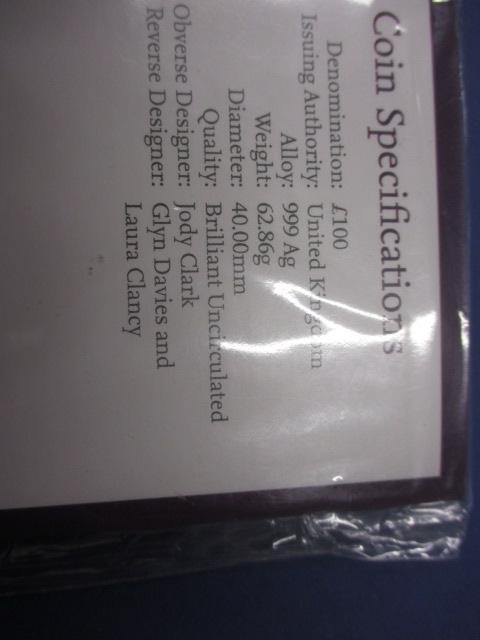 Coin Specifications
Denomination: £100
Issuing Authority: United Kingdom
Alloy: 999 Ag
Weight: 62.86g
Diameter: 40.00mm
Quality: Brilliant Uncirculated
Obverse Designer: Jody Clark
Reverse Designer: Glyn Davies and
Laura Clancy